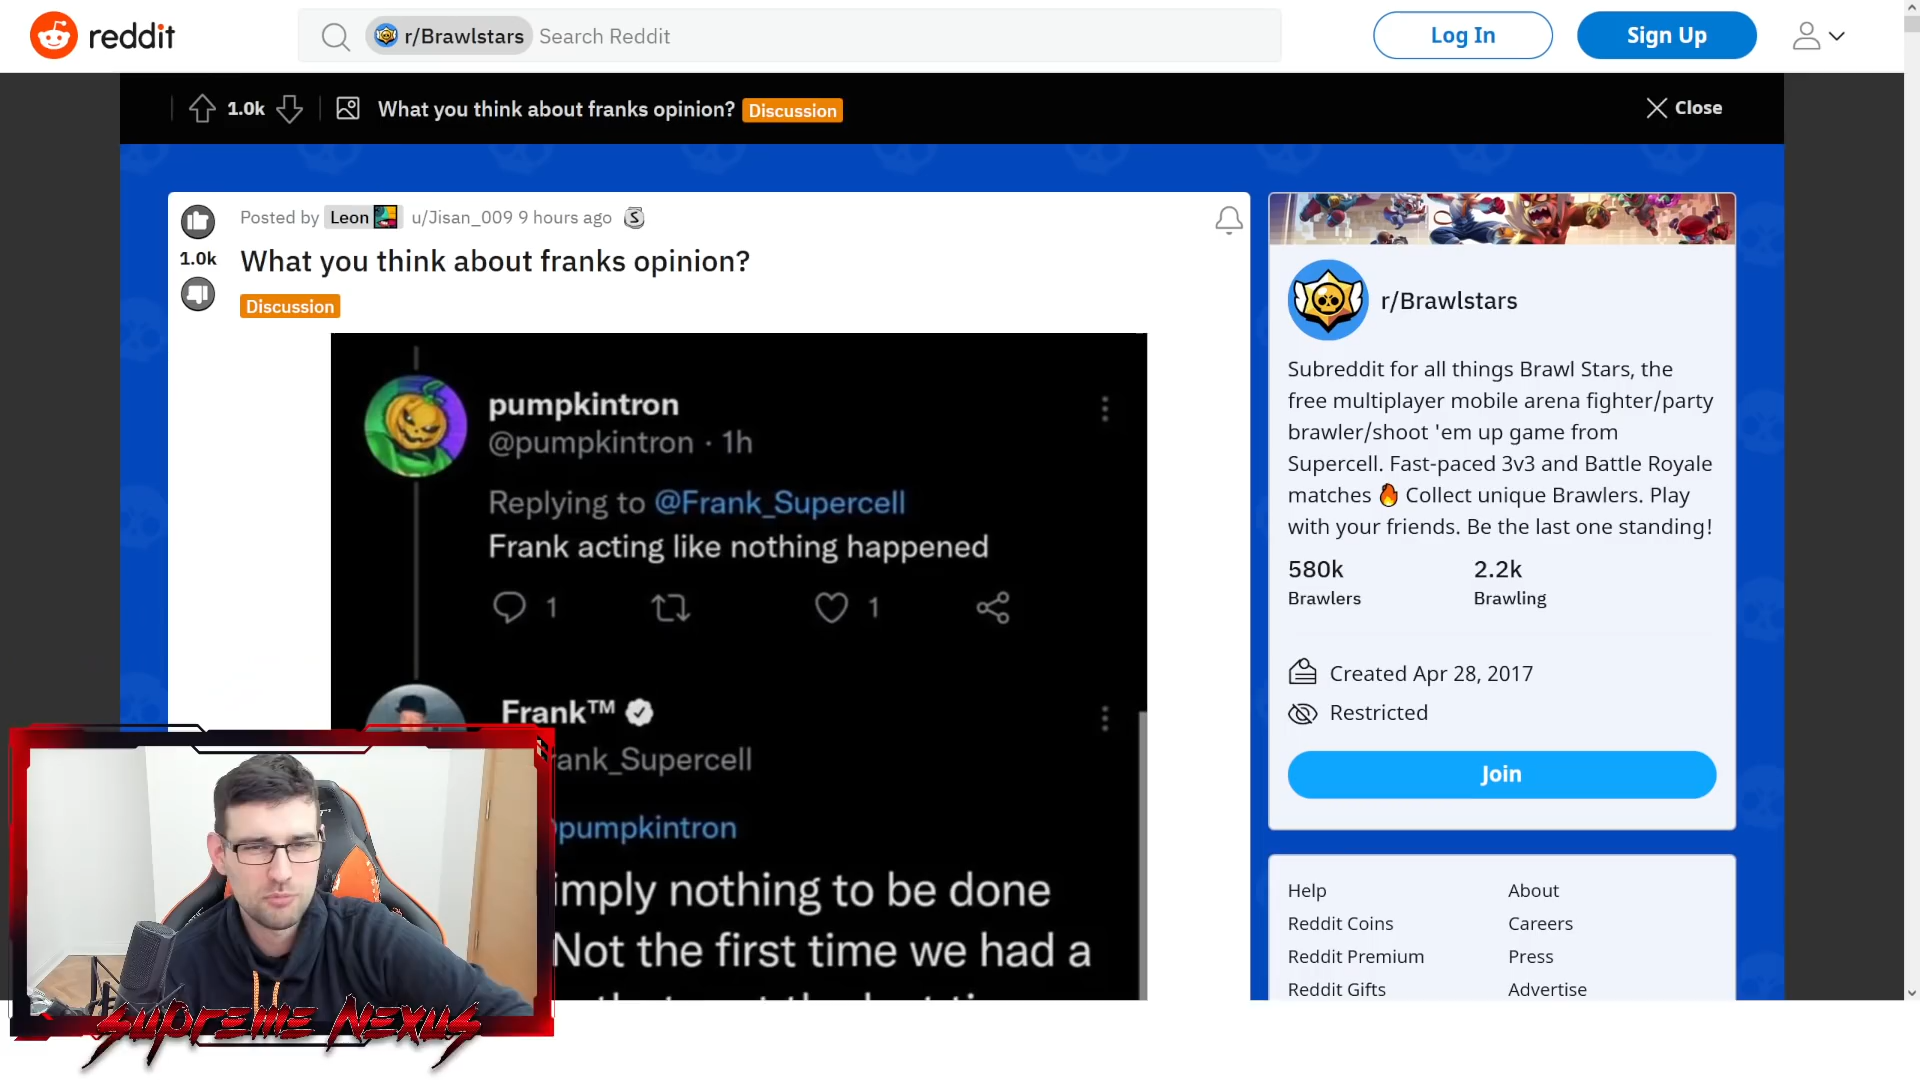 reddit
r/Brawlstars Search Reddit
Log In
Sign Up
1.0k
What you think about franks opinion? Discussion
Close
Posted by Leon u/Jisan_009 9 hours ago
1.0k
What you think about franks opinion?
Discussion
pumpkintron
@pumpkintron · 1h
Replying to @Frank_Supercell
Frank acting like nothing happened
1
1
Frank™
ank_Supercell
pumpkintron
imply nothing to be done
Not the first time we had a
r/Brawlstars
Subreddit for all things Brawl Stars, the
free multiplayer mobile arena fighter/party
brawler/shoot 'em up game from
Supercell. Fast-paced 3v3 and Battle Royale
matches 🔥 Collect unique Brawlers. Play
with your friends. Be the last one standing!
580k
2.2k
Brawlers
Brawling
Created Apr 28, 2017
Restricted
Join
Help
About
Reddit Coins
Careers
Reddit Premium
Press
Reddit Gifts
Advertise
Supreme Nexus